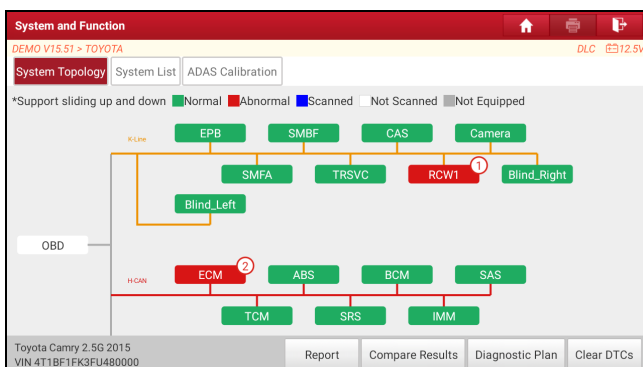 System and Function
DEMO V15.51 > TOYOTA
DLC 12.5V
System Topology System List ADAS Calibration
*Support sliding up and down Normal Abnormal Scanned Not Scanned Not Equipped
K-Line
EPB SMBF CAS Camera
1
SMFA TRSVC RCW1 Blind_Right
Blind_Left
OBD
2
H-CAN
ECM ABS BCM SAS
TCM SRS IMM
Toyota Camry 2.5G 2015
VIN 4T1BF1FK3FU480000
Report Compare Results Diagnostic Plan Clear DTCs